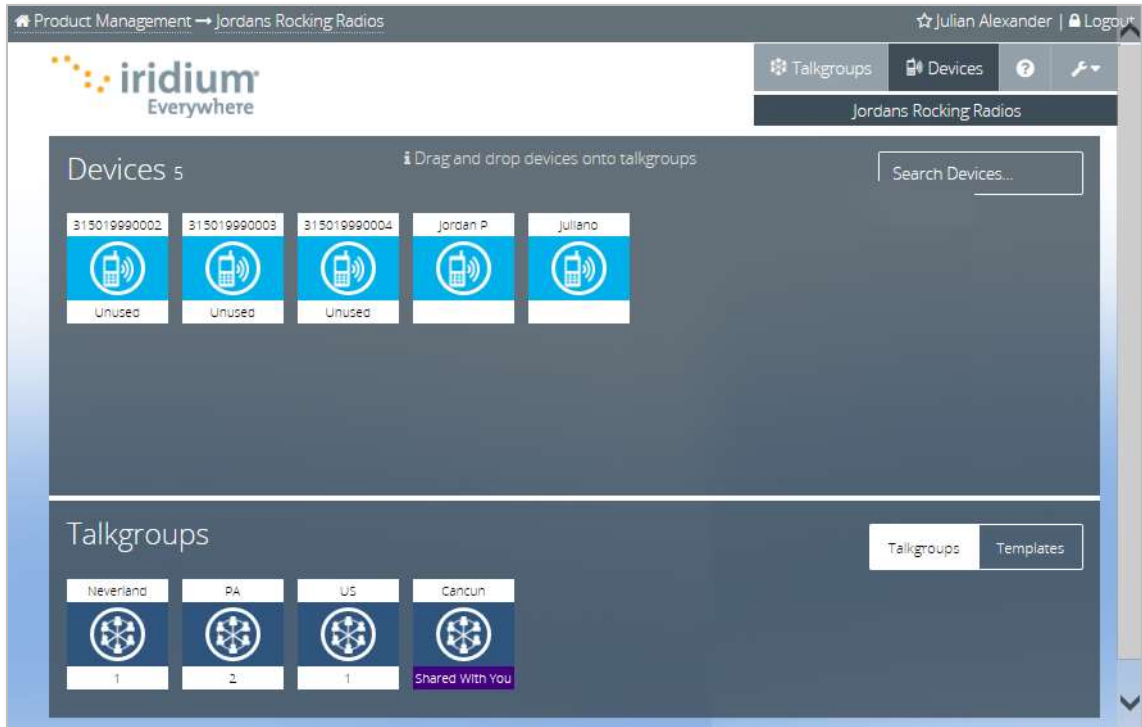 Product Management → Jordans Rocking Radios
Julian Alexander | Logout
iridium
Everywhere
Talkgroups
Devices
?
Jordans Rocking Radios
Devices 5
i Drag and drop devices onto talkgroups
Search Devices...
315019990002
315019990003
315019990004
Jordan P
Juliano
Unused
Unused
Unused
Talkgroups
Talkgroups
Templates
Neverland
PA
US
Cancun
1
2
1
Shared With You